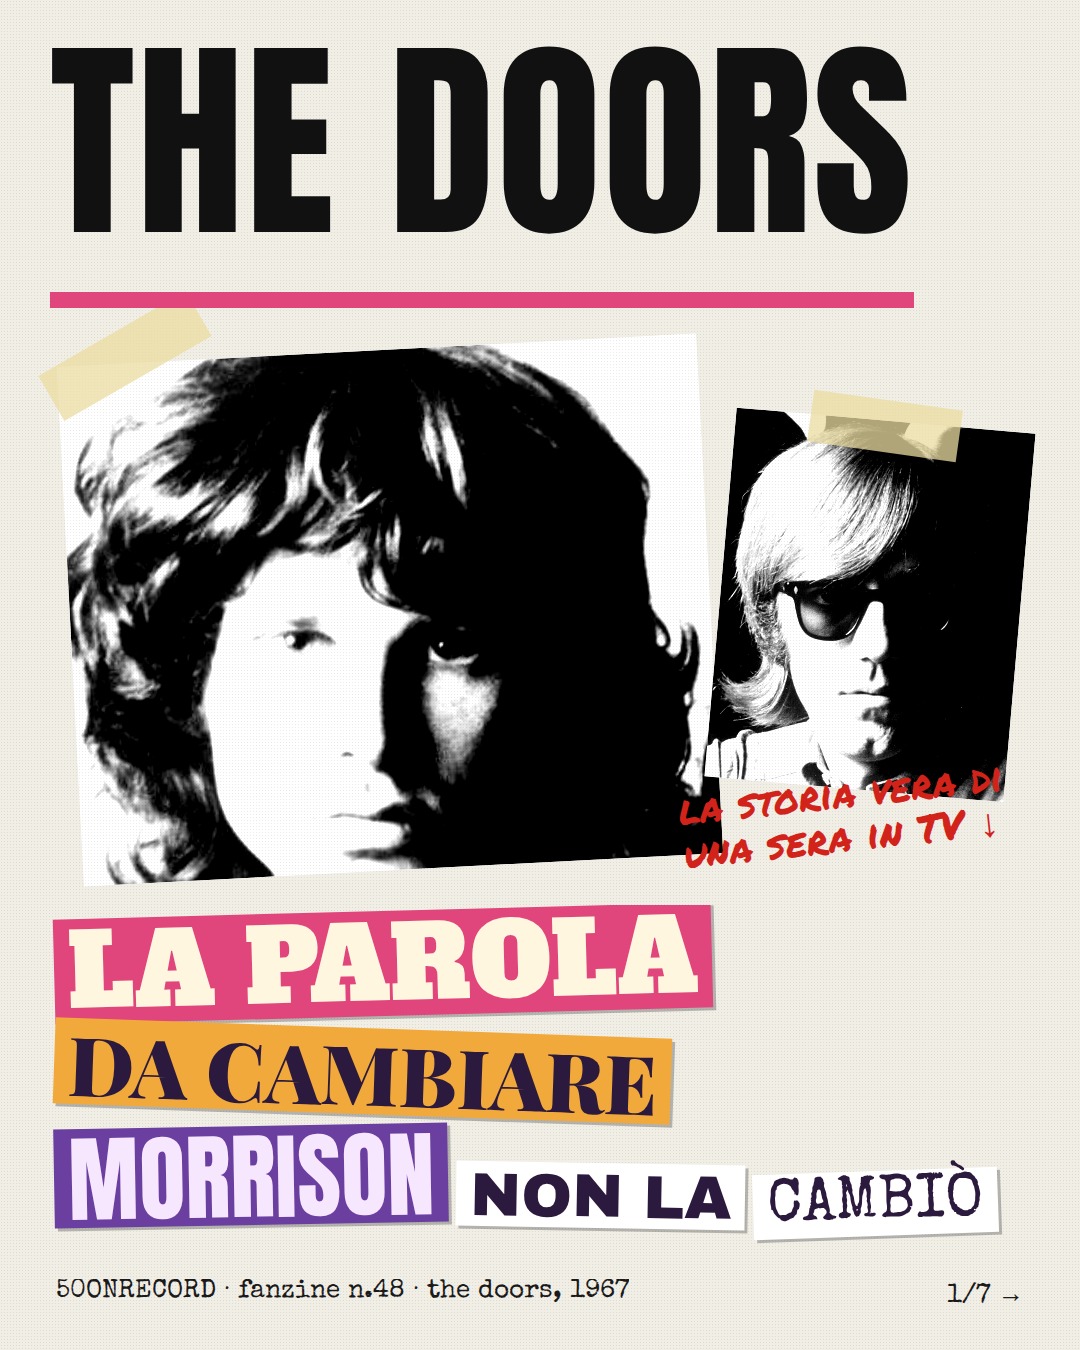 THE DOORS
LA STORIA VERA DI
UNA SERA IN TV ↓
LA PAROLA
DA CAMBIARE
MORRISON NON LA CAMBIÒ
50ONRECORD · fanzine n.48 · the doors, 1967
1/7 →